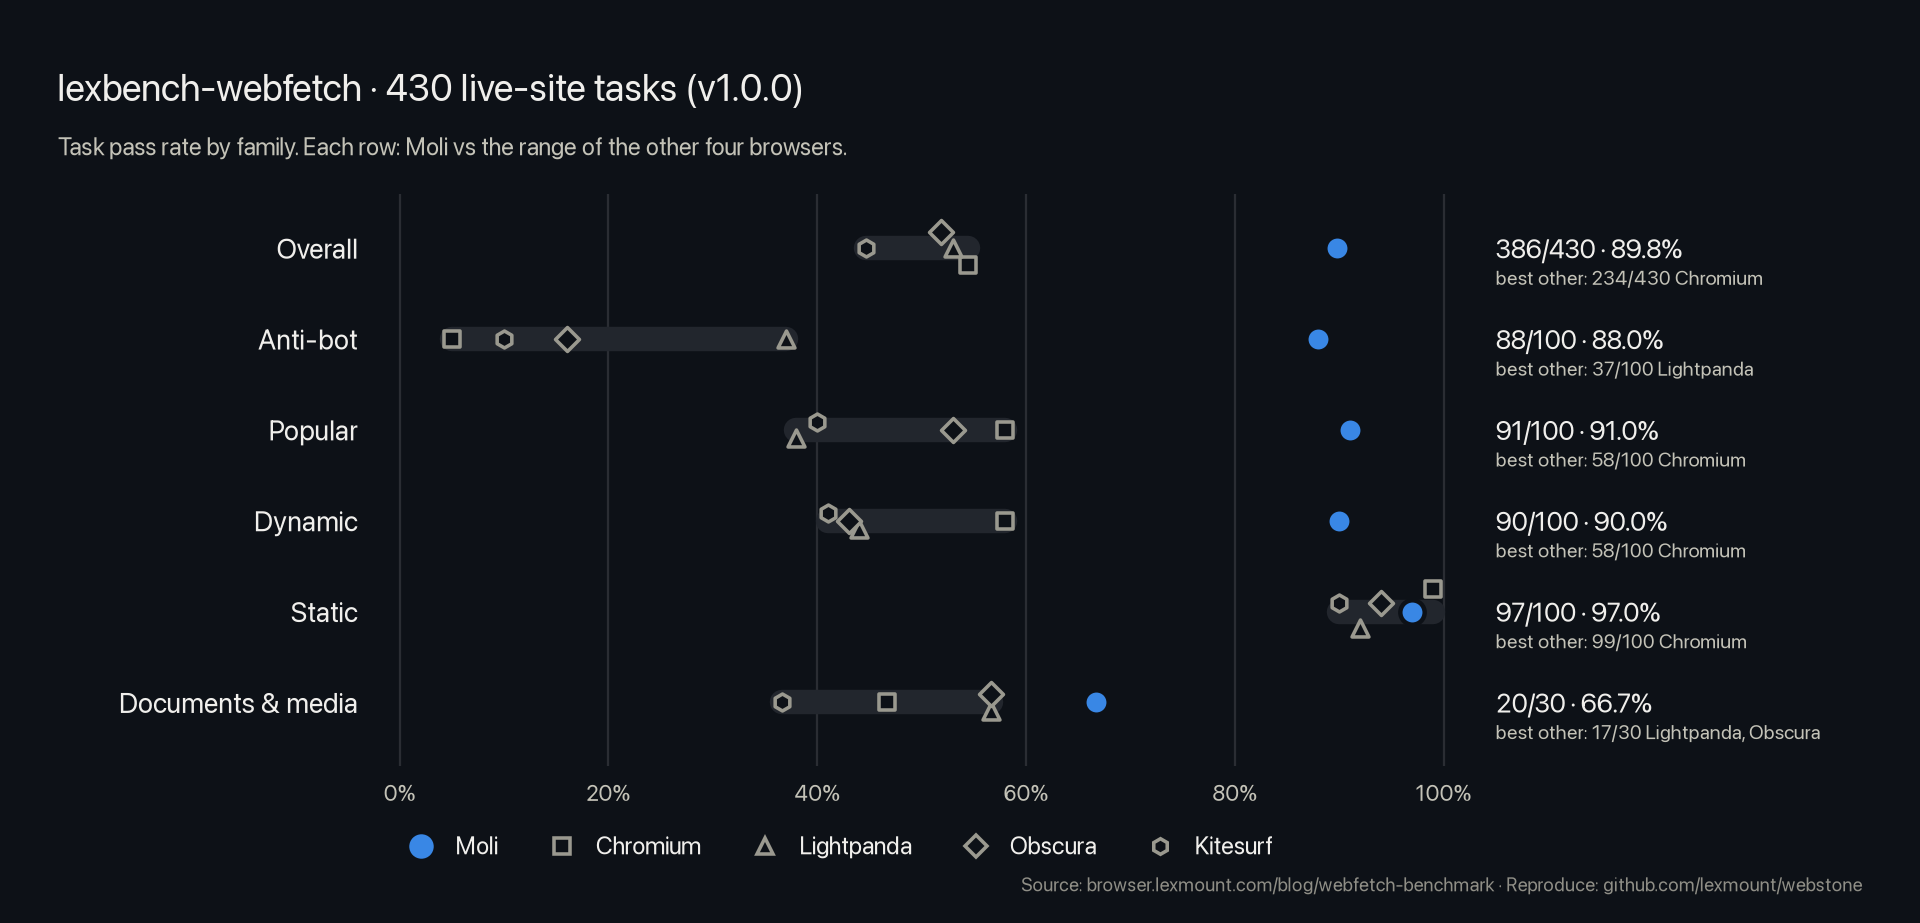 lexbench-webfetch · 430 live-site tasks (v1.0.0)
Task pass rate by family. Each row: Moli vs the range of the other four browsers.
Overall
386/430 · 89.8%
best other: 234/430 Chromium
Anti-bot
88/100 · 88.0%
best other: 37/100 Lightpanda
Popular
91/100 · 91.0%
best other: 58/100 Chromium
Dynamic
90/100 · 90.0%
best other: 58/100 Chromium
Static
97/100 · 97.0%
best other: 99/100 Chromium
Documents & media
20/30 · 66.7%
best other: 17/30 Lightpanda, Obscura
0% 20% 40% 60% 80% 100%
Moli Chromium Lightpanda Obscura Kitesurf
Source: browser.lexmount.com/blog/webfetch-benchmark · Reproduce: github.com/lexmount/webstone